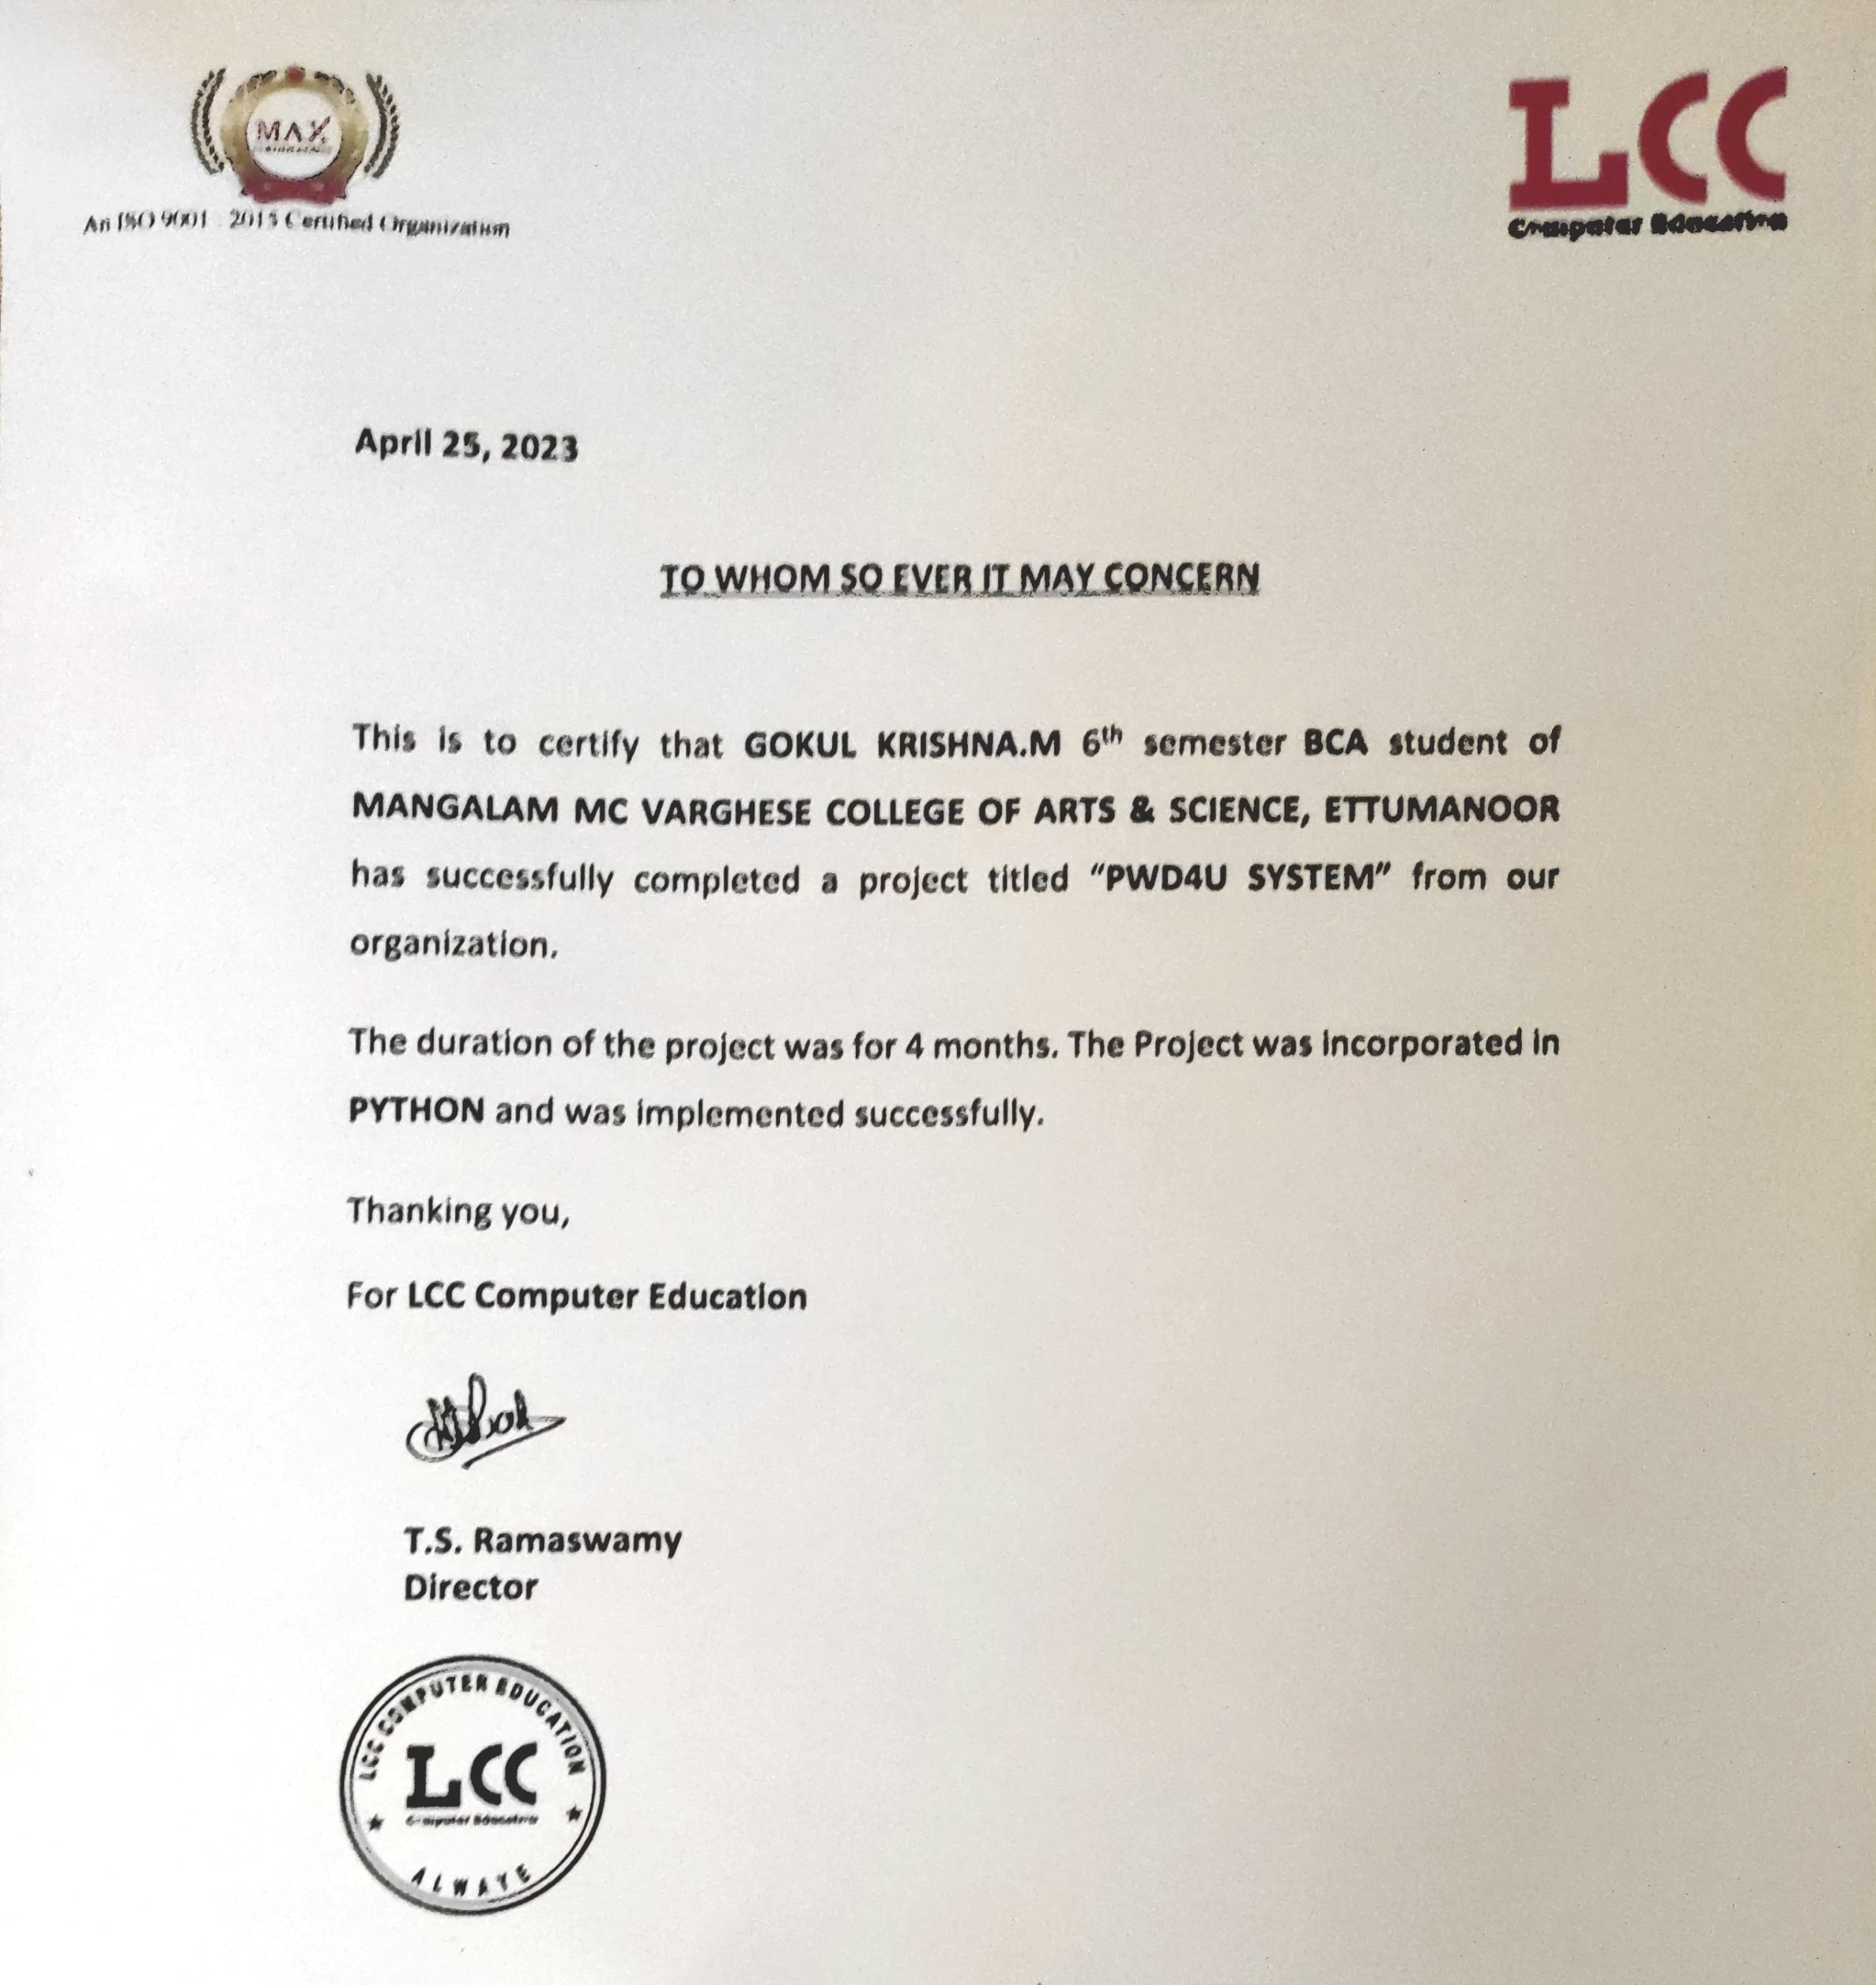 MAX
An ISO 9001 : 2015 Certified Organization
LCC
Computer Education
April 25, 2023
TO WHOM SO EVER IT MAY CONCERN
This is to certify that GOKUL KRISHNA.M 6th semester BCA student of
MANGALAM MC VARGHESE COLLEGE OF ARTS & SCIENCE, ETTUMANOOR
has successfully completed a project titled “PWD4U SYSTEM” from our
organization.
The duration of the project was for 4 months. The Project was incorporated in
PYTHON and was implemented successfully.
Thanking you,
For LCC Computer Education
T.S. Ramaswamy
Director
LCC COMPUTER EDUCATION
LCC
Computer Education
ALWAYE